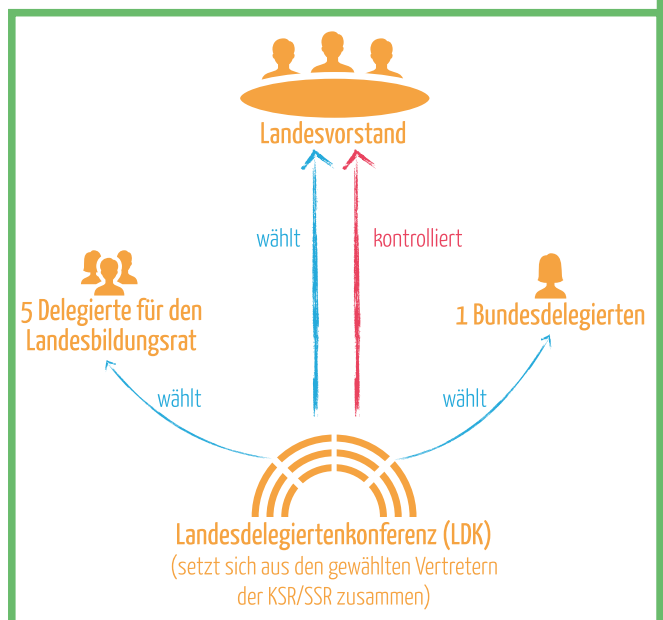 Landesvorstand
wählt
kontrolliert
5 Delegierte für den
Landesbildungsrat
1 Bundesdelegierten
wählt
wählt
Landesdelegiertenkonferenz (LDK)
(setzt sich aus den gewählten Vertretern
der KSR/SSR zusammen)